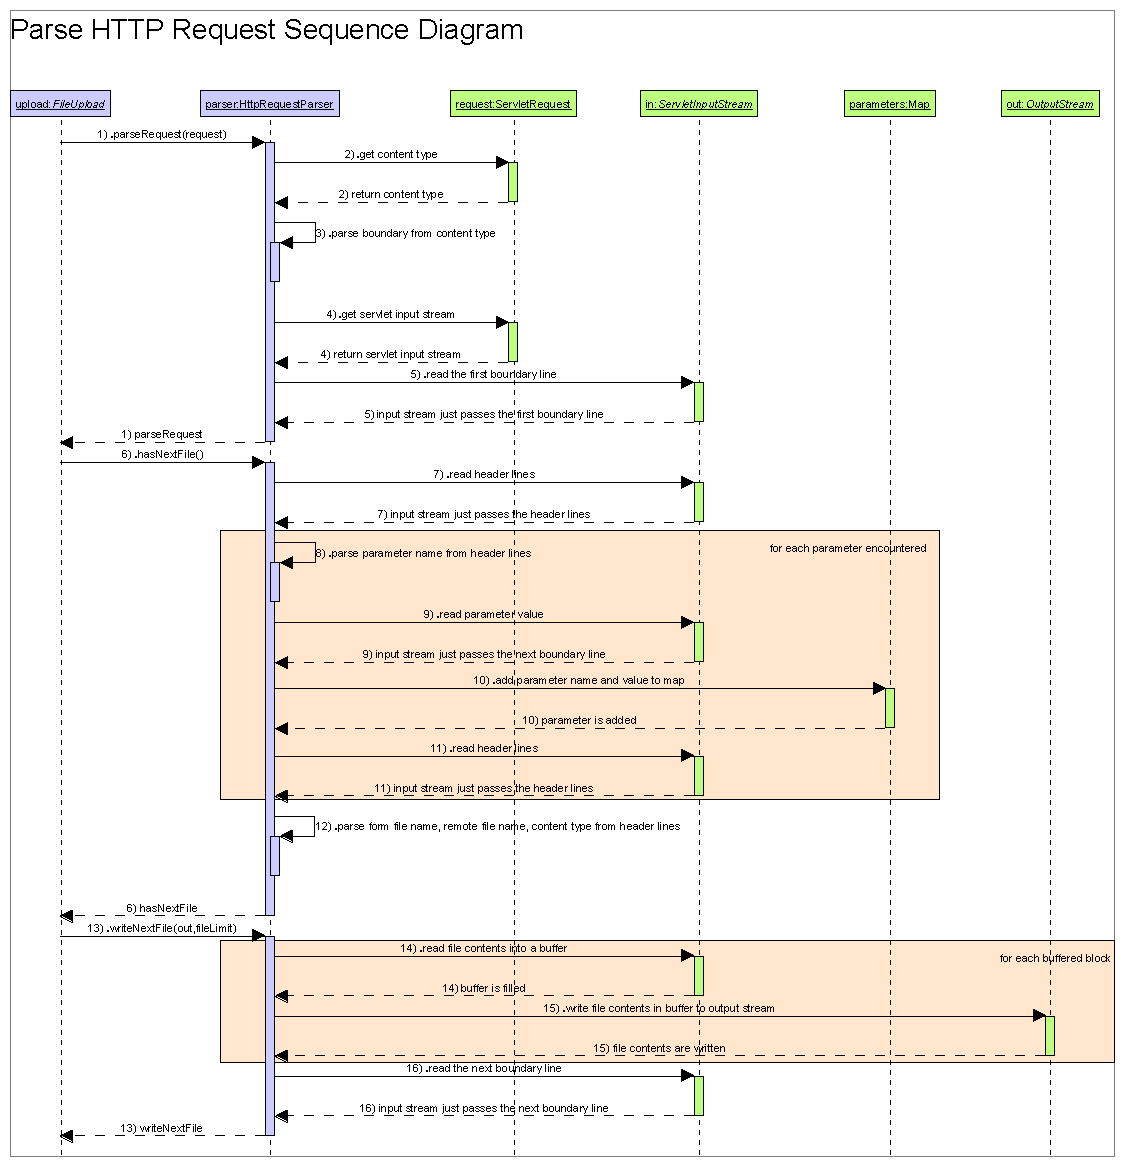 Parse HTTP Request Sequence Diagram
upload:FileUpload
parser:HttpRequestParser
request:ServletRequest
in:ServletInputStream
parameters:Map
out:OutputStream
1) .parseRequest(request)
2) .get content type
2) return content type
3) .parse boundary from content type
4) .get servlet input stream
4) return servlet input stream
5) .read the first boundary line
5) input stream just passes the first boundary line
1) parseRequest
6) .hasNextFile()
7) .read header lines
7) input stream just passes the header lines
for each parameter encountered
8) .parse parameter name from header lines
9) .read parameter value
9) input stream just passes the next boundary line
10) .add parameter name and value to map
10) parameter is added
11) .read header lines
11) input stream just passes the header lines
12) .parse form file name, remote file name, content type from header lines
6) hasNextFile
13) .writeNextFile(out,fileLimit)
14) .read file contents into a buffer
for each buffered block
14) buffer is filled
15) .write file contents in buffer to output stream
15) file contents are written
16) .read the next boundary line
16) input stream just passes the next boundary line
13) writeNextFile